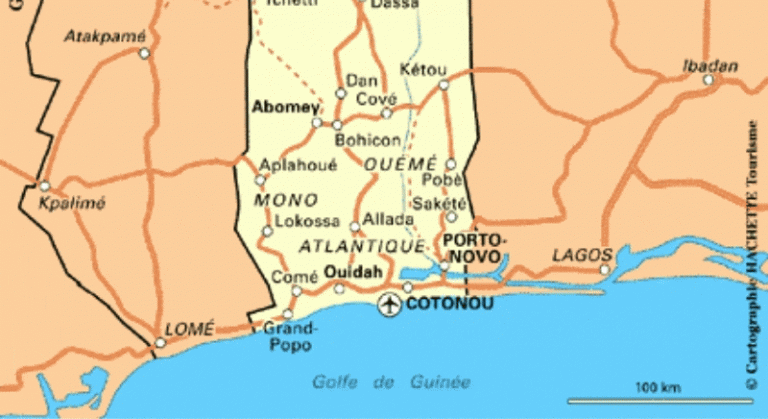 G
Tchetti
Dassa
Atakpamé
Ibadan
Kétou
Dan
Abomey
Cové
Bohicon
Aplahoué
OUÉMÉ
Pobè
Kpalimé
MONO
Sakété
Lokossa
Allada
ATLANTIQUE
PORTO-
NOVO
LAGOS
Comé
Ouidah
COTONOU
LOMÉ
Grand-
Popo
Golfe de Guinée
100 km
© Cartographie HACHETTE Tourisme